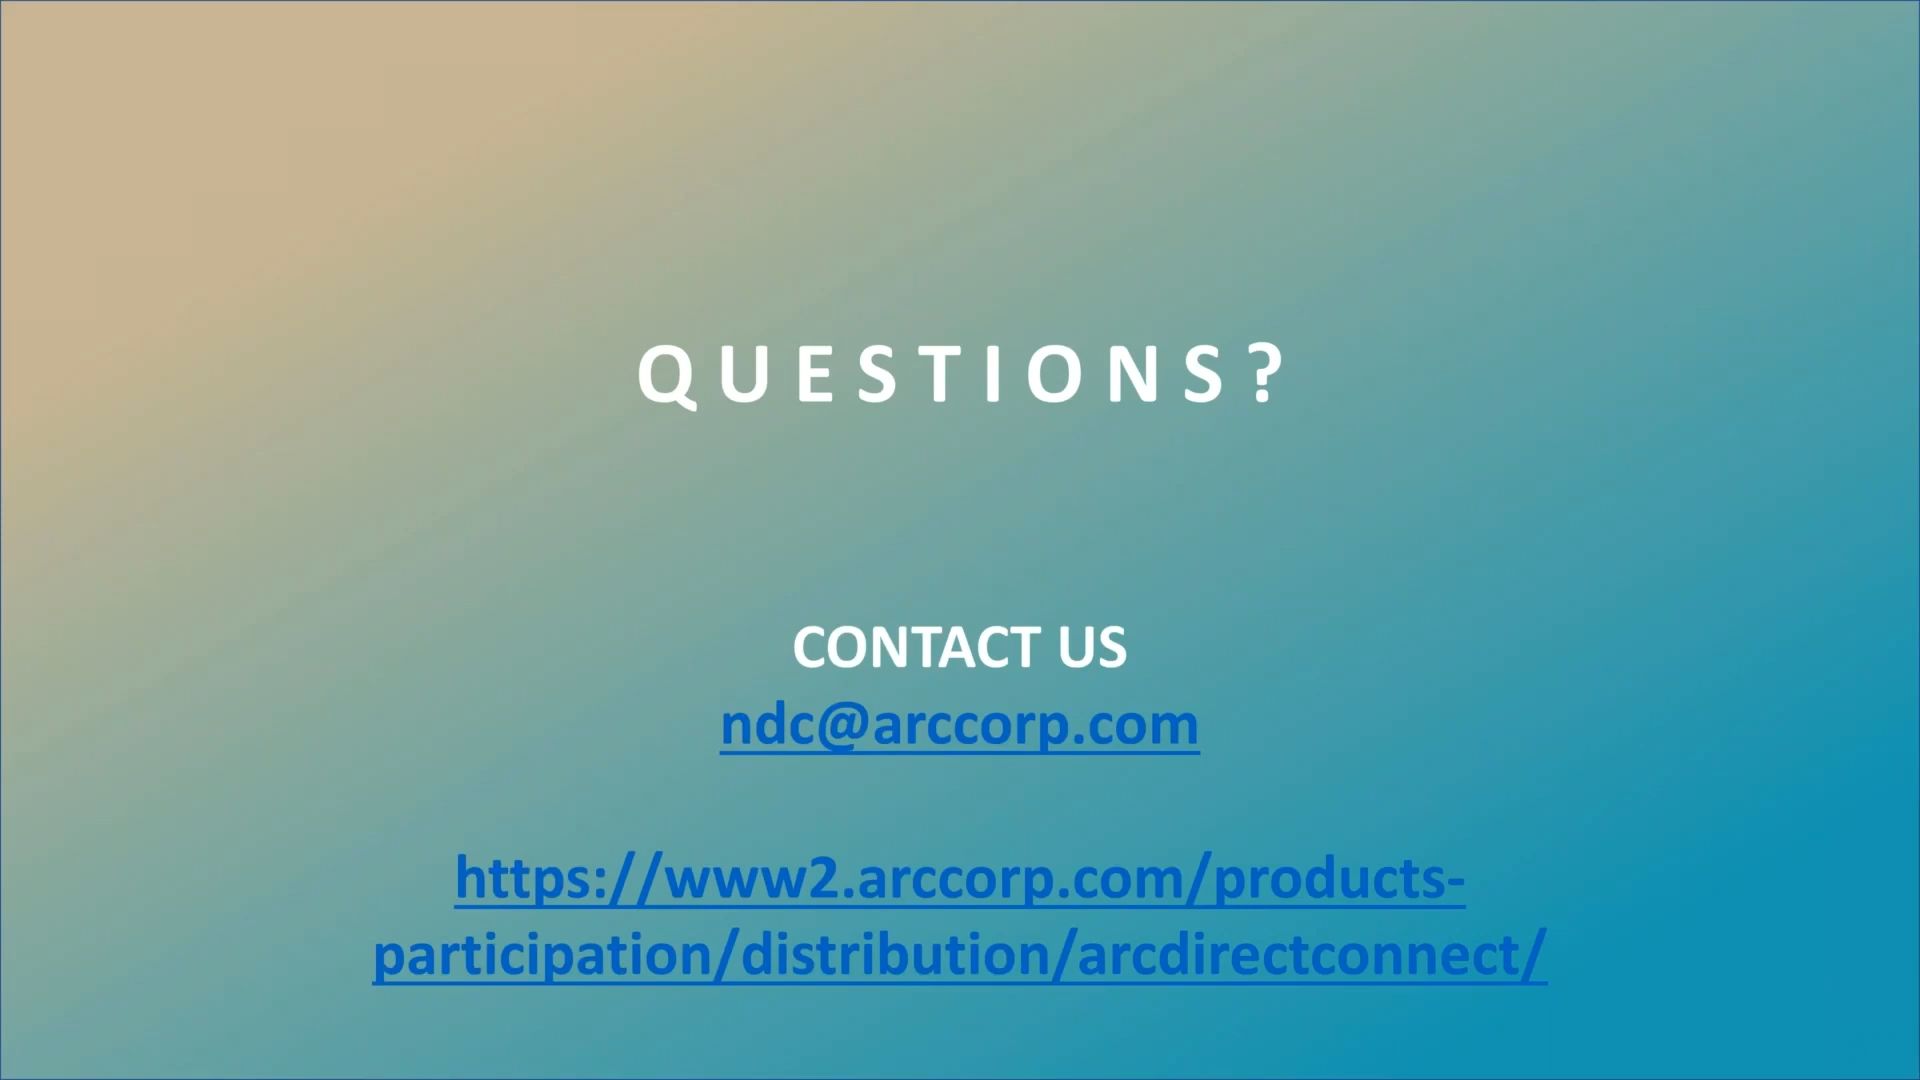 QUESTIONS?
CONTACT US
ndc@arccorp.com
https://www2.arccorp.com/products-
participation/distribution/arcdirectconnect/